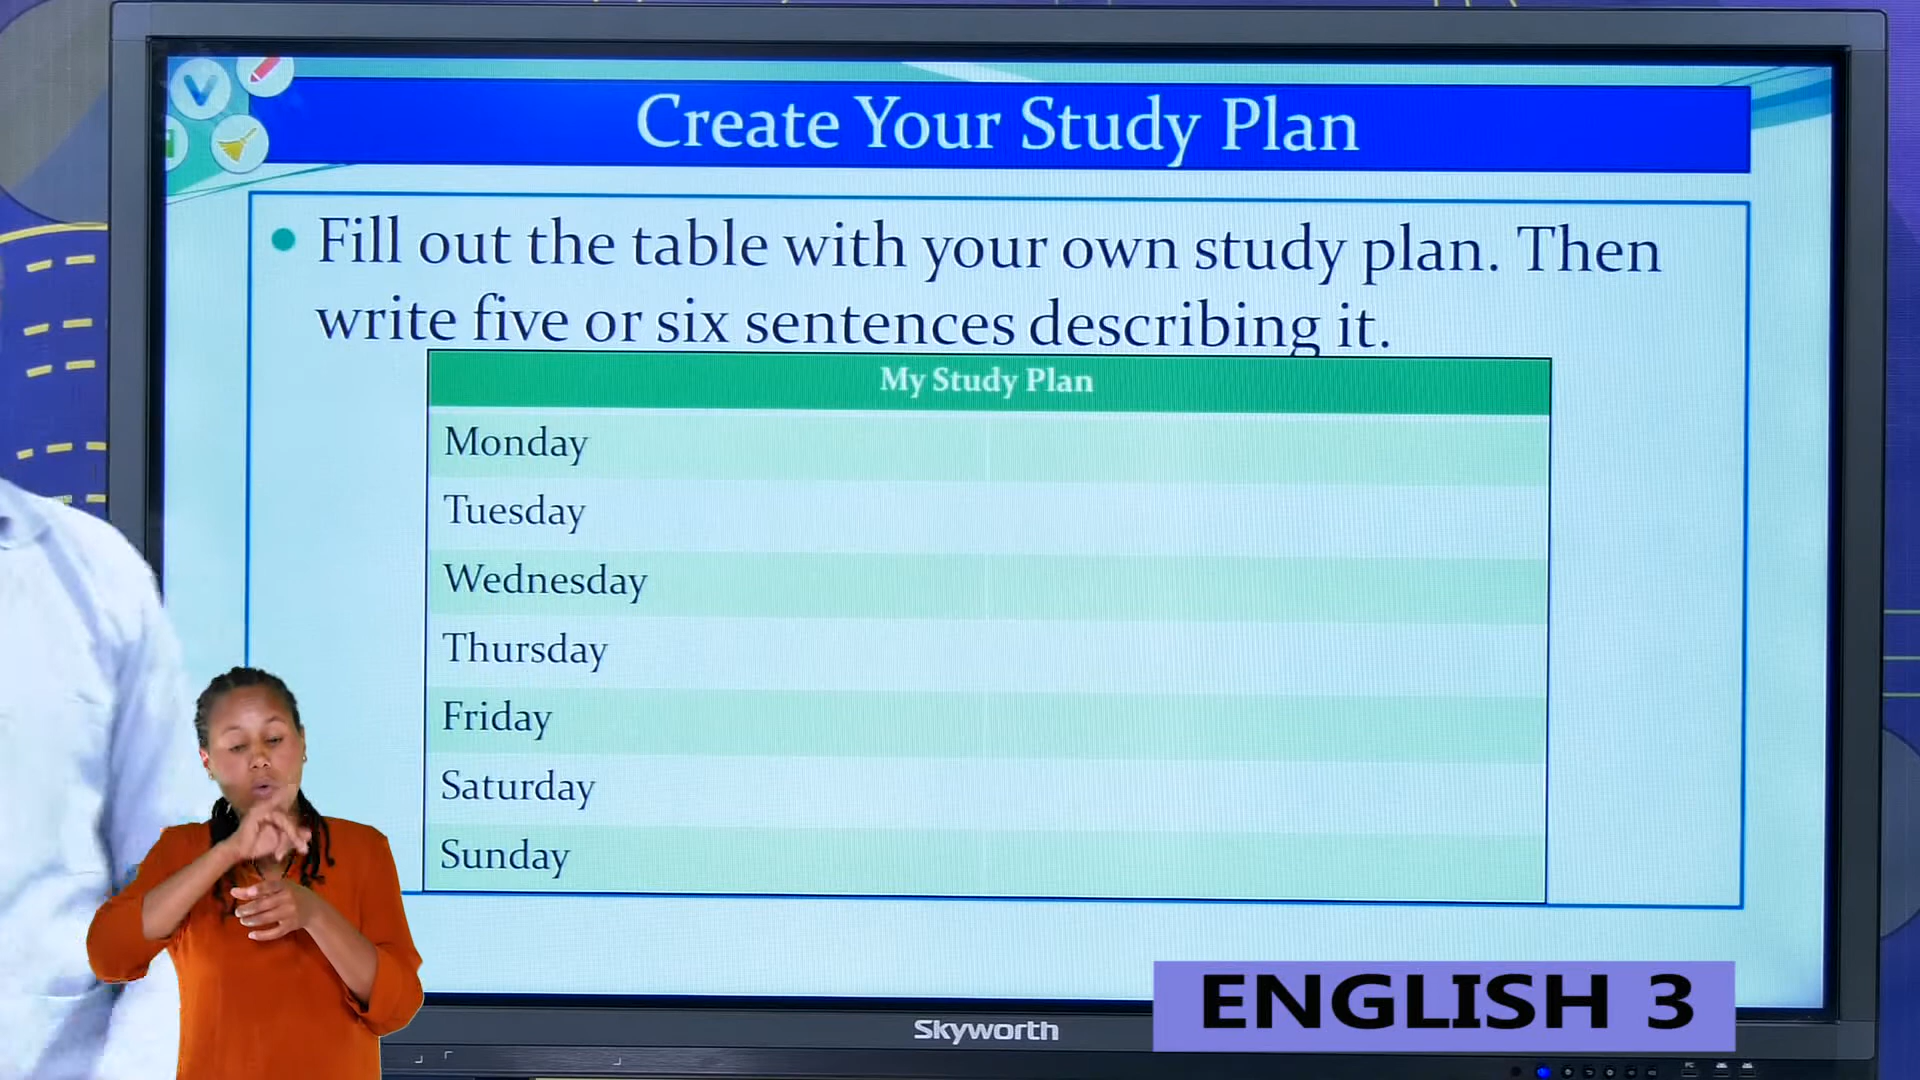 Create Your Study Plan
• Fill out the table with your own study plan. Then
write five or six sentences describing it.
My Study Plan
Monday
Tuesday
Wednesday
Thursday
Friday
Saturday
Sunday
Skyworth
ENGLISH 3